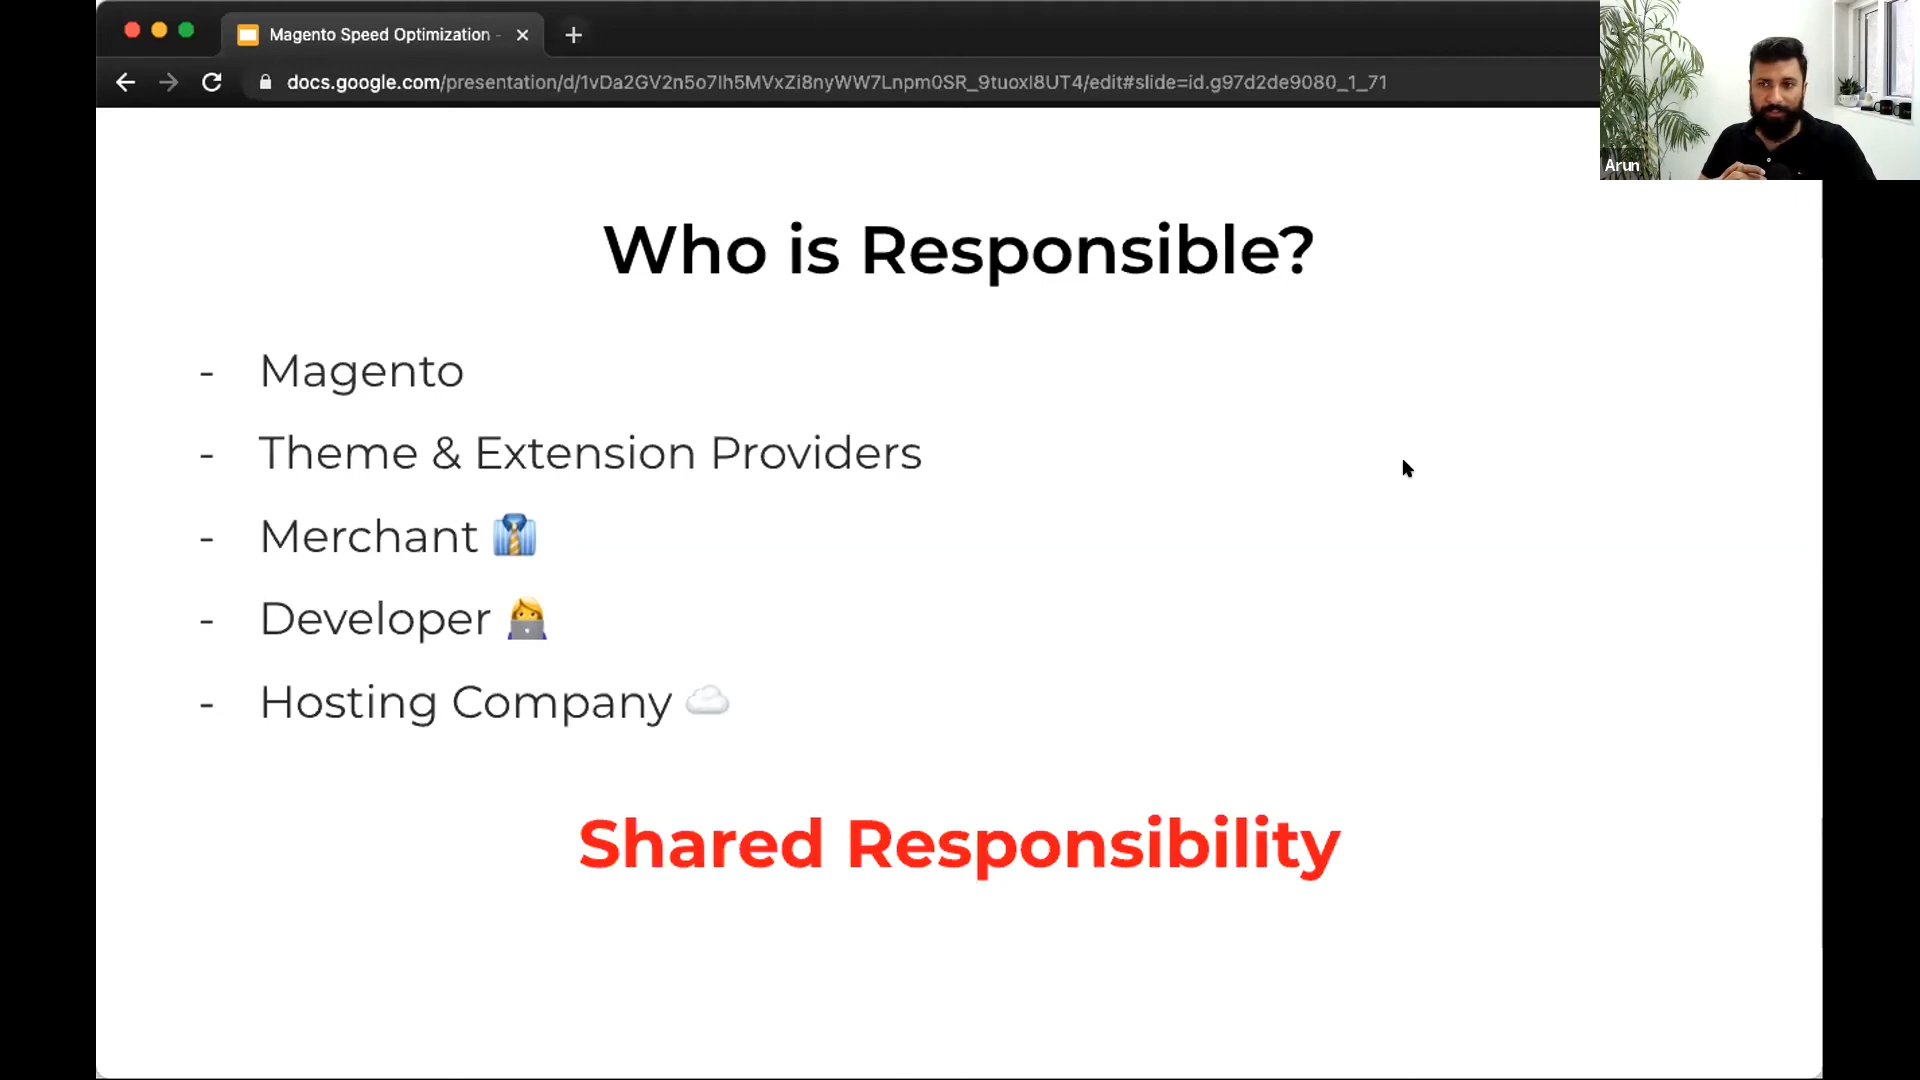 Magento Speed Optimization -
docs.google.com/presentation/d/1vDa2GV2n5o7lh5MVxZi8nyWW7Lnpm0SR_9tuoxl8UT4/edit#slide=id.g97d2de9080_1_71
Arun
Who is Responsible?
- Magento
- Theme & Extension Providers
- Merchant 👔
- Developer 👩‍💻
- Hosting Company ☁️
Shared Responsibility